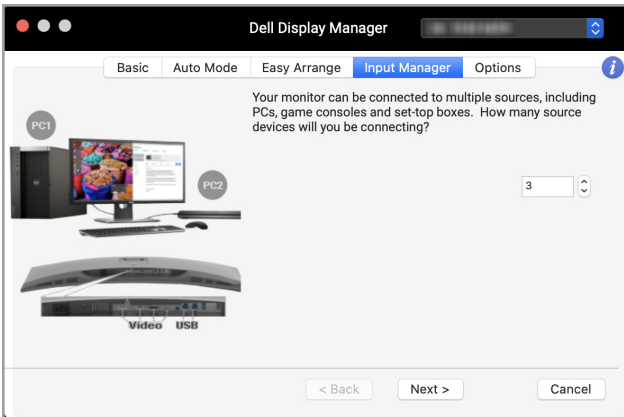 Dell Display Manager
Basic
Auto Mode
Easy Arrange
Input Manager
Options
i
Your monitor can be connected to multiple sources, including
PCs, game consoles and set-top boxes.  How many source
devices will you be connecting?
PC1
PC2
3
Video
USB
< Back
Next >
Cancel